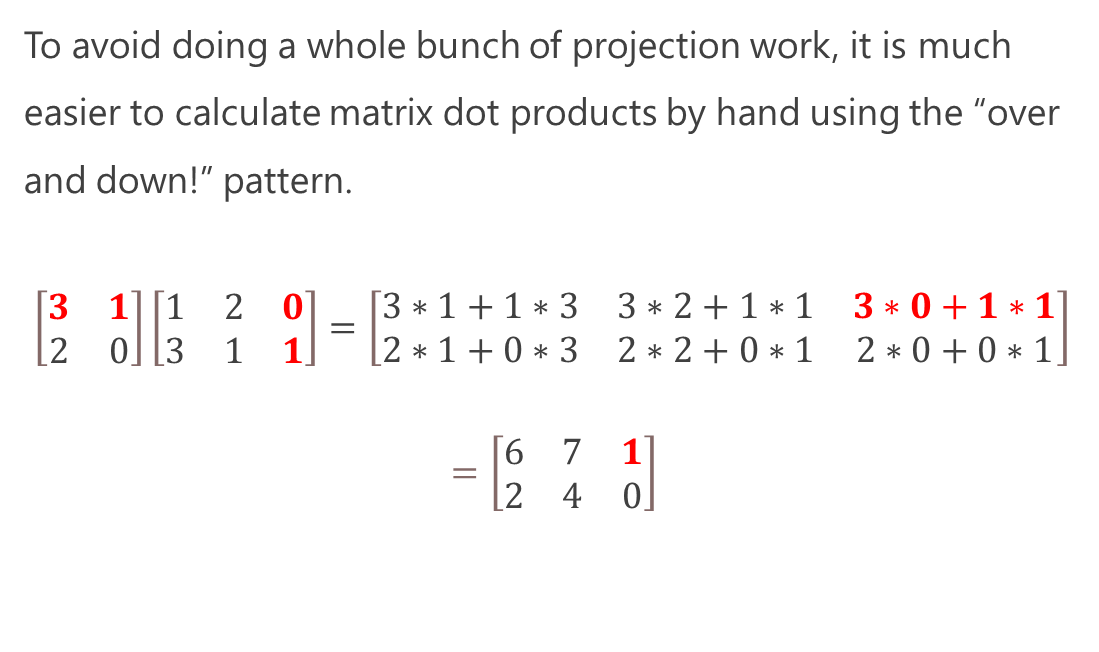 To avoid doing a whole bunch of projection work, it is much
easier to calculate matrix dot products by hand using the “over
and down!” pattern.
[3 1] [1 2 0] = [3 ∗ 1 + 1 ∗ 3 3 ∗ 2 + 1 ∗ 1 3 ∗ 0 + 1 ∗ 1]
[2 0] [3 1 1] [2 ∗ 1 + 0 ∗ 3 2 ∗ 2 + 0 ∗ 1 2 ∗ 0 + 0 ∗ 1]
= [6 7 1]
[2 4 0]